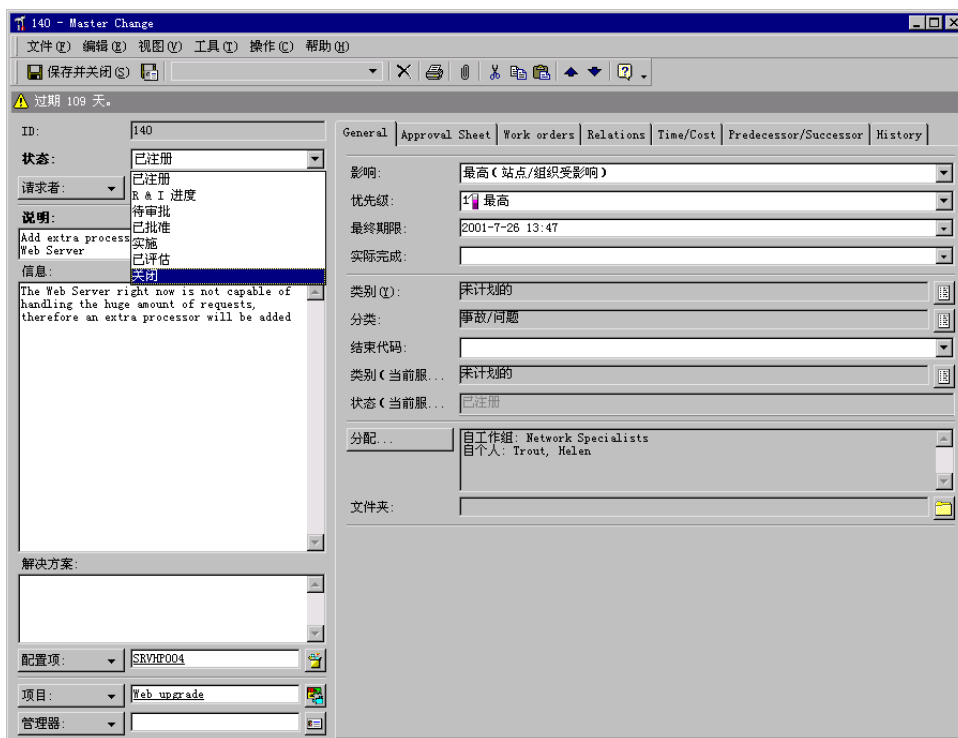 140 - Master Change
文件(F) 编辑(E) 视图(V) 工具(T) 操作(C) 帮助(H)
保存并关闭(S)
过期 109 天。
ID:
140
状态:
已注册
已注册
R & I 进度
待审批
已批准
实施
已评估
关闭
请求者:
说明:
Add extra process
Web Server
信息:
The Web Server right now is not capable of
handling the huge amount of requests,
therefore an extra processor will be added
解决方案:
配置项:
SRVHP004
项目:
Web upgrade
管理器:
General Approval Sheet Work orders Relations Time/Cost Predecessor/Successor History
影响:
最高(站点/组织受影响)
优先级:
1 最高
最终期限:
2001-7-26 13:47
实际完成:
类别(Y):
未计划的
分类:
事故/问题
结束代码:
类别(当前服...
未计划的
状态(当前服...
已注册
分配...
自工作组: Network Specialists
自个人: Trout, Helen
文件夹: